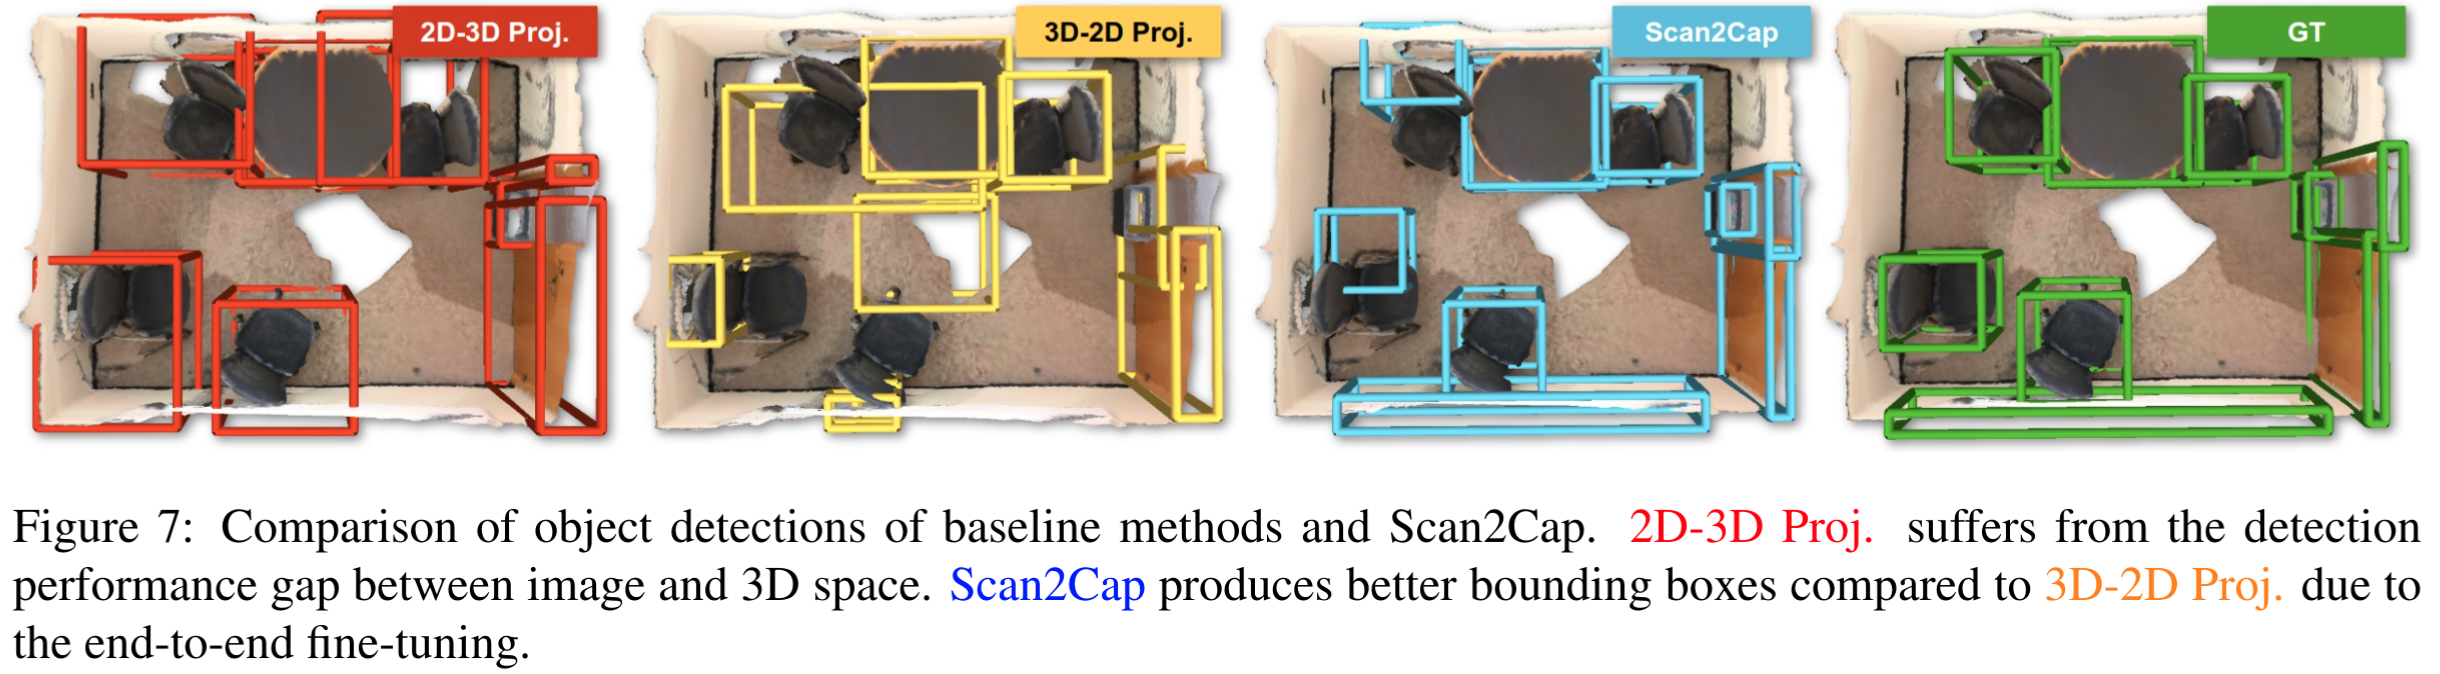 2D-3D Proj.
3D-2D Proj.
Scan2Cap
GT
Figure 7: Comparison of object detections of baseline methods and Scan2Cap. 2D-3D Proj. suffers from the detection
performance gap between image and 3D space. Scan2Cap produces better bounding boxes compared to 3D-2D Proj. due to
the end-to-end fine-tuning.